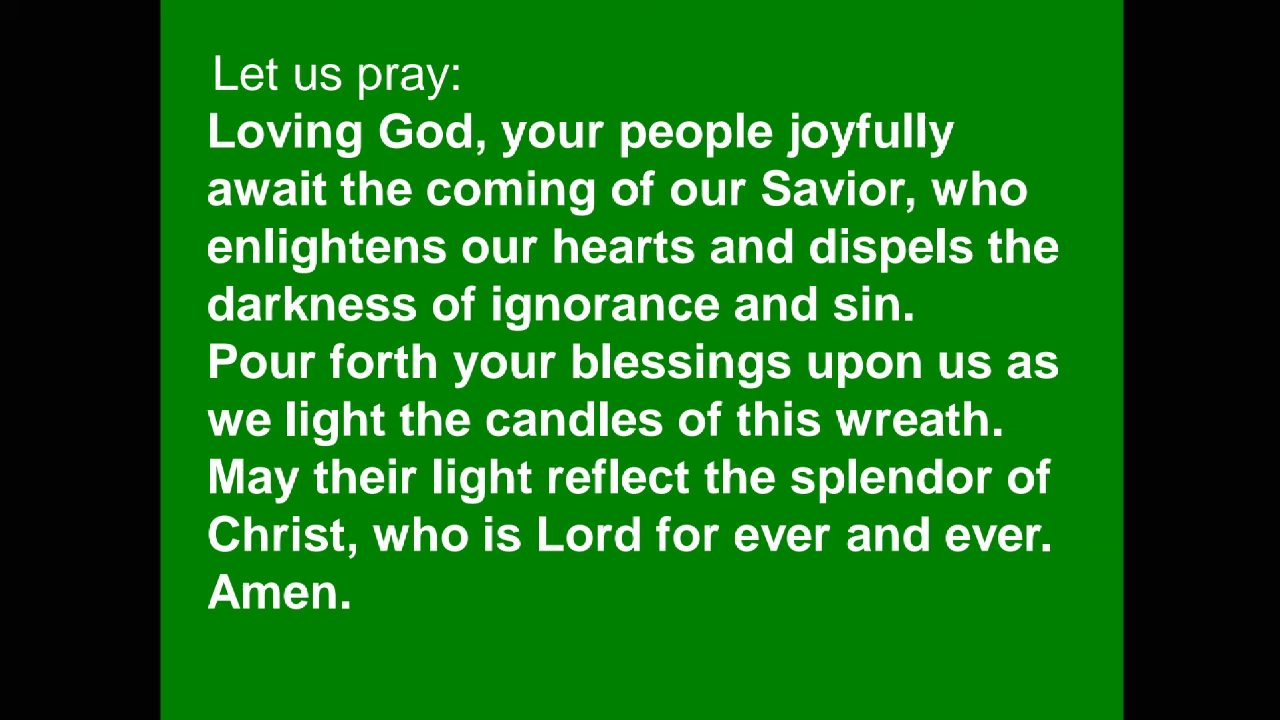 Let us pray:
Loving God, your people joyfully
await the coming of our Savior, who
enlightens our hearts and dispels the
darkness of ignorance and sin.
Pour forth your blessings upon us as
we light the candles of this wreath.
May their light reflect the splendor of
Christ, who is Lord for ever and ever.
Amen.